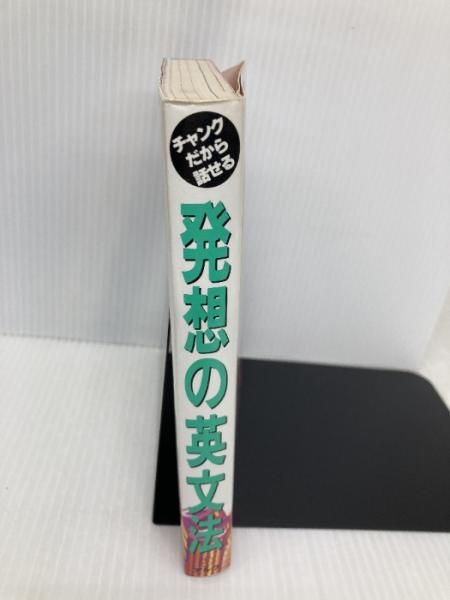 チャンク
だから
話せる
発想の英文法